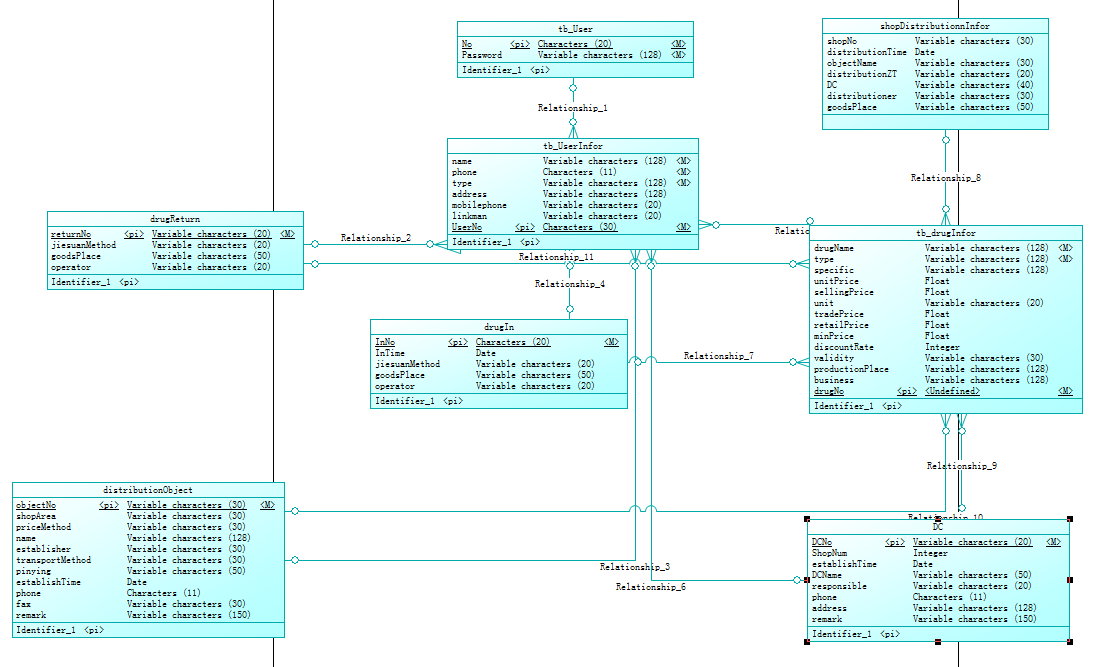 tb_User
No <pi> Characters (20) <M>
Password Variable characters (128) <M>
Identifier_1 <pi>
shopDistributionnInfor
shopNo Variable characters (30)
distributionTime Date
objectName Variable characters (30)
distributionZT Variable characters (20)
DC Variable characters (40)
distributioner Variable characters (30)
goodsPlace Variable characters (50)
Relationship_1
tb_UserInfor
name Variable characters (128) <M>
phone Characters (11) <M>
type Variable characters (128) <M>
address Variable characters (128)
mobilephone Variable characters (20)
linkman Variable characters (20)
UserNo <pi> Characters (30) <M>
Identifier_1 <pi>
Relationship_8
drugReturn
returnNo <pi> Variable characters (20) <M>
jiesuanMethod Variable characters (20)
goodsPlace Variable characters (50)
operator Variable characters (20)
Identifier_1 <pi>
Relationship_2
Relatio
Relationship_11
Relationship_4
tb_drugInfor
drugName Variable characters (128) <M>
type Variable characters (128) <M>
specific Variable characters (128)
unitPrice Float
sellingPrice Float
unit Variable characters (20)
tradePrice Float
retailPrice Float
minPrice Float
discountRate Integer
validity Variable characters (30)
productionPlace Variable characters (128)
business Variable characters (128)
drugNo <pi> <Undefined> <M>
Identifier_1 <pi>
drugIn
InNo <pi> Characters (20) <M>
InTime Date
jiesuanMethod Variable characters (20)
goodsPlace Variable characters (50)
operator Variable characters (20)
Identifier_1 <pi>
Relationship_7
Relationship_9
Relationship_10
distributionObject
objectNo <pi> Variable characters (30) <M>
shopArea Variable characters (30)
priceMethod Variable characters (30)
name Variable characters (128)
establisher Variable characters (30)
transportMethod Variable characters (30)
pinying Variable characters (50)
establishTime Date
phone Characters (11)
fax Variable characters (30)
remark Variable characters (150)
Identifier_1 <pi>
Relationship_3
Relationship_6
DC
DCNo <pi> Variable characters (20) <M>
ShopNum Integer
establishTime Date
DCName Variable characters (50)
responsible Variable characters (20)
phone Characters (11)
address Variable characters (128)
remark Variable characters (150)
Identifier_1 <pi>